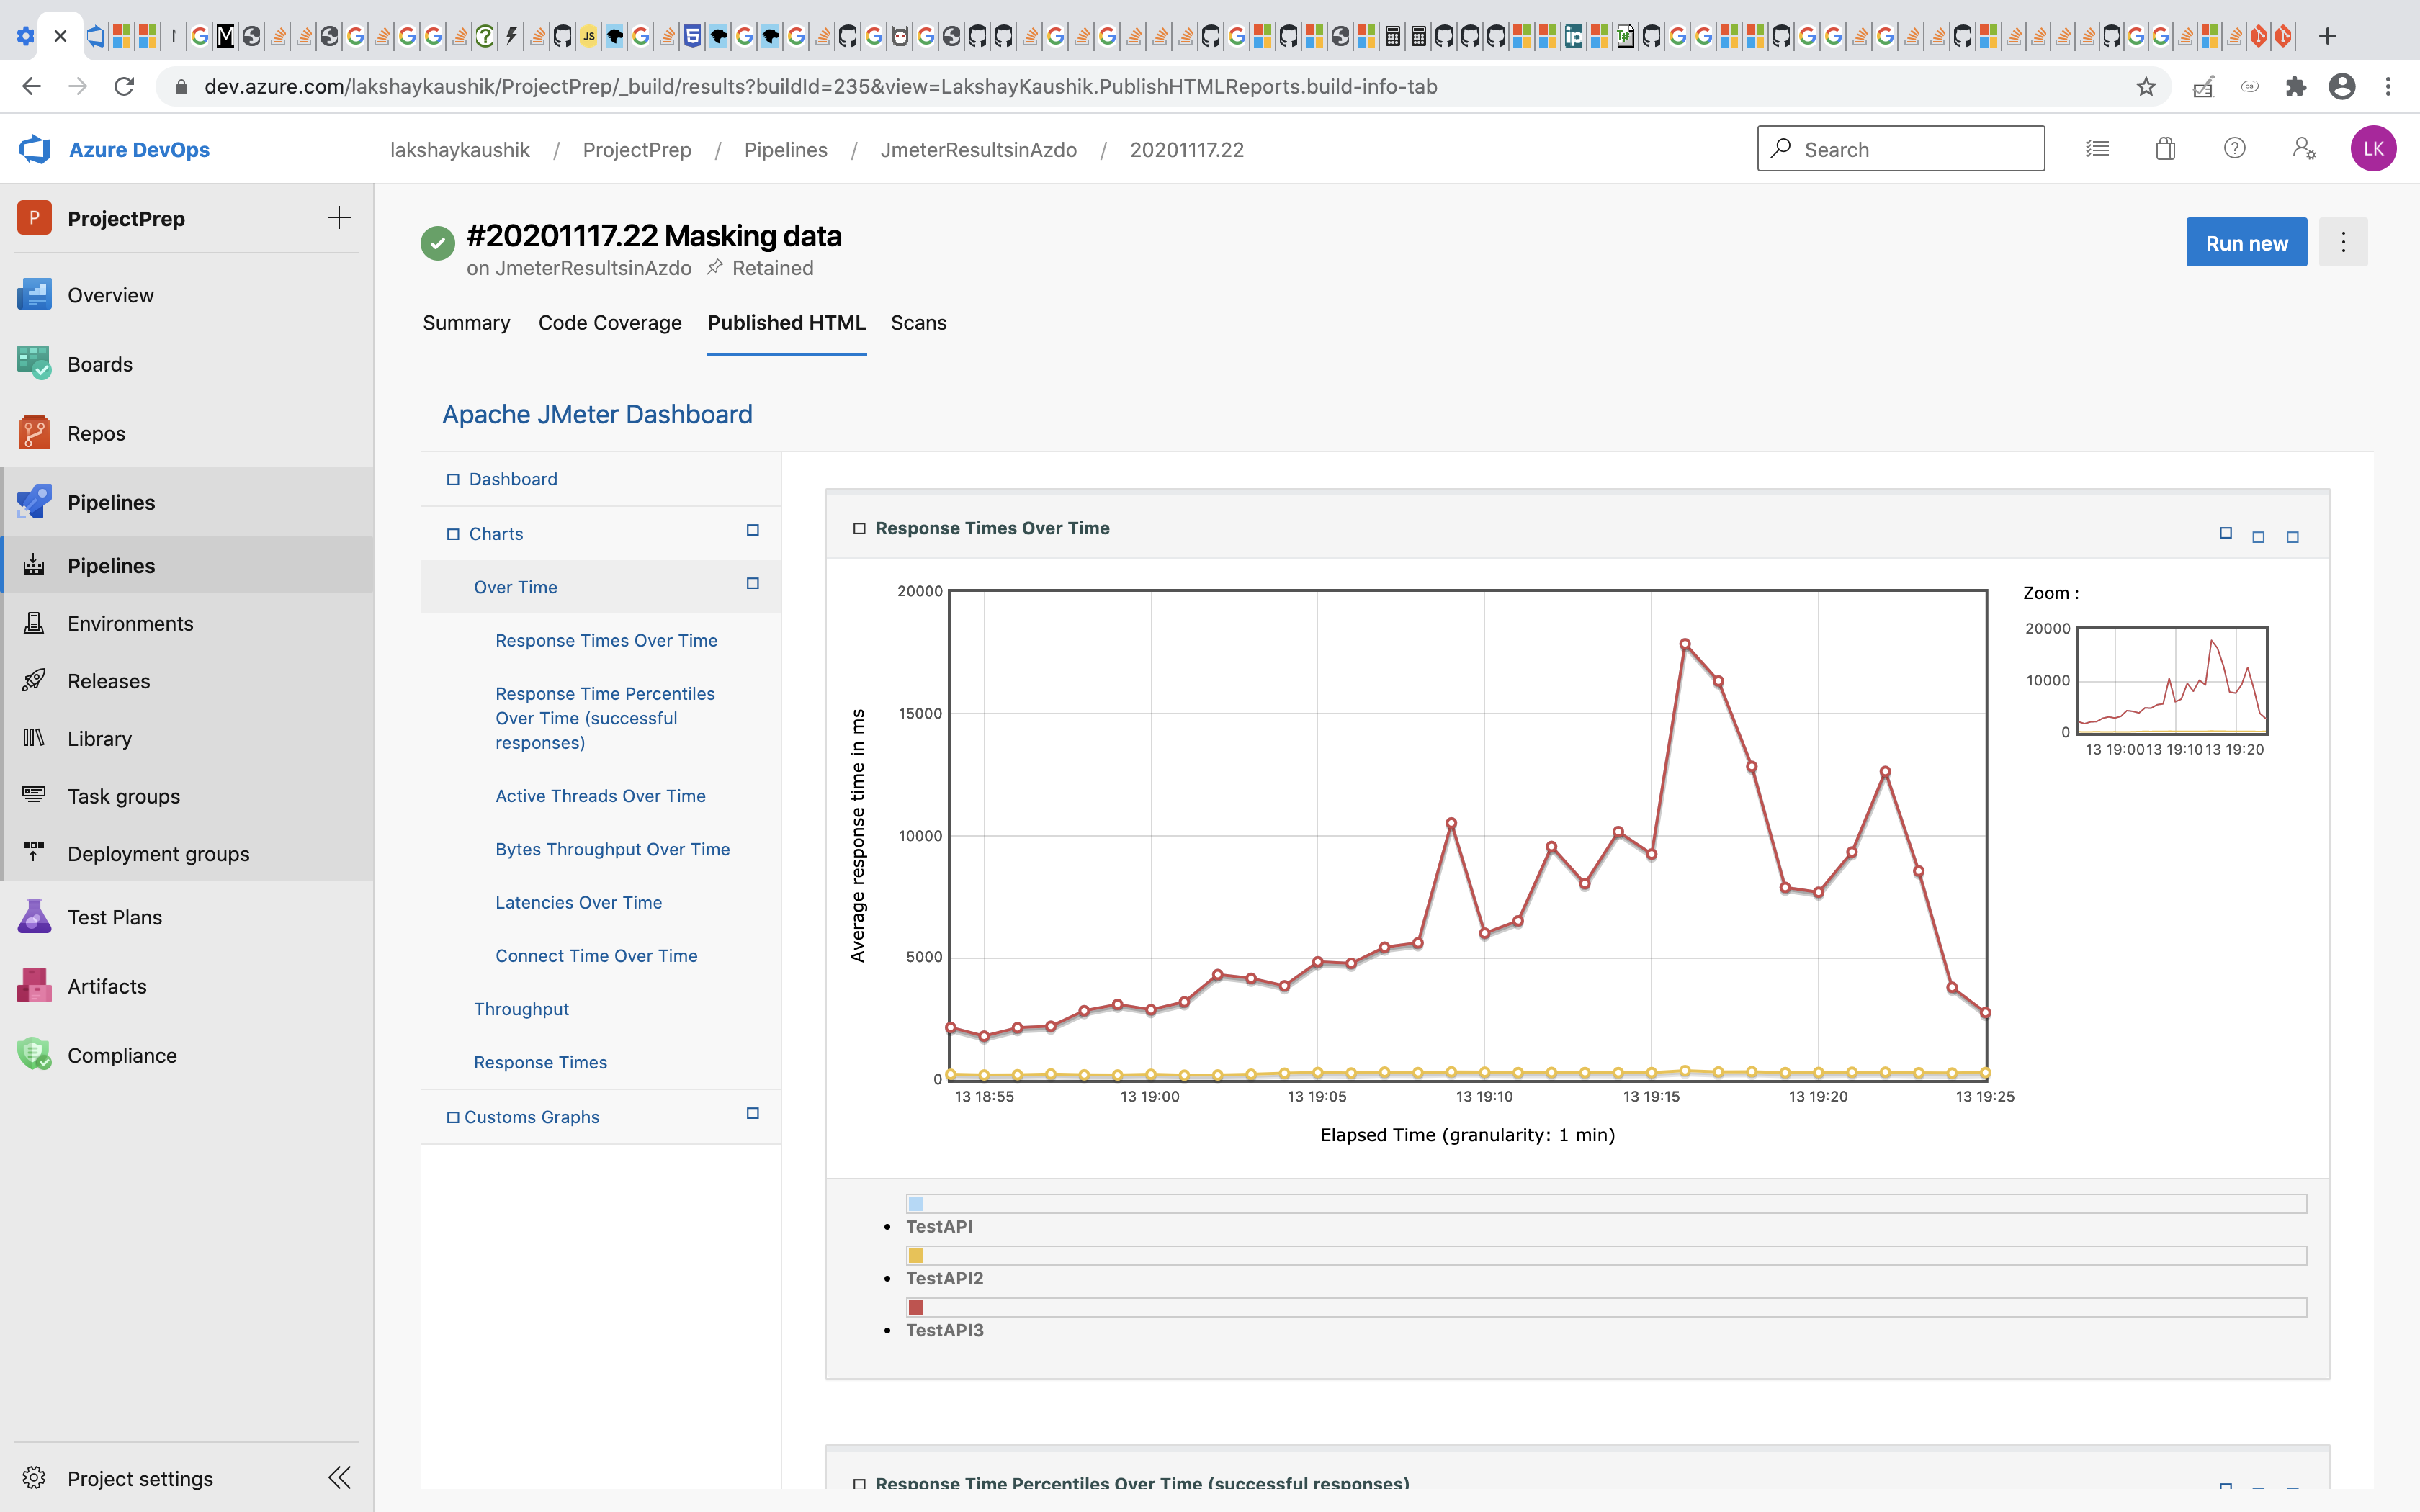 dev.azure.com/lakshaykaushik/ProjectPrep/_build/results?buildId=235&view=LakshayKaushik.PublishHTMLReports.build-info-tab
Azure DevOps
lakshaykaushik / ProjectPrep / Pipelines / JmeterResultsinAzdo / 20201117.22
Search
LK
P ProjectPrep
Overview
Boards
Repos
Pipelines
Pipelines
Environments
Releases
Library
Task groups
Deployment groups
Test Plans
Artifacts
Compliance
Project settings
#20201117.22 Masking data
on JmeterResultsinAzdo Retained
Run new
Summary Code Coverage Published HTML Scans
Apache JMeter Dashboard
Dashboard
Charts
Over Time
Response Times Over Time
Response Time Percentiles
Over Time (successful
responses)
Active Threads Over Time
Bytes Throughput Over Time
Latencies Over Time
Connect Time Over Time
Throughput
Response Times
Customs Graphs
Response Times Over Time
Average response time in ms
20000
15000
10000
5000
0
13 18:55 13 19:00 13 19:05 13 19:10 13 19:15 13 19:20 13 19:25
Elapsed Time (granularity: 1 min)
Zoom :
20000
10000
0
13 19:00 13 19:10 13 19:20
TestAPI
TestAPI2
TestAPI3
Response Time Percentiles Over Time (successful responses)